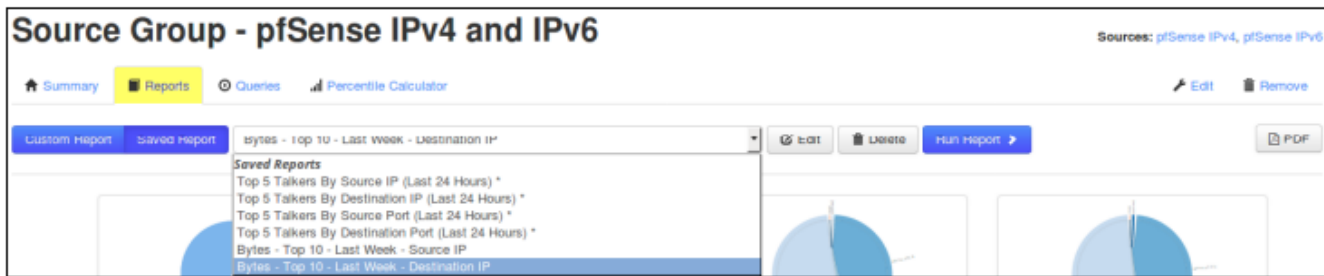 Source Group - pfSense IPv4 and IPv6
Sources: pfSense IPv4, pfSense IPv6
Summary Reports Queries Percentile Calculator Edit Remove
Custom Report Saved Report Bytes - Top 10 - Last Week - Destination IP Edit Delete Run Report PDF
Saved Reports
Top 5 Talkers By Source IP (Last 24 Hours) *
Top 5 Talkers By Destination IP (Last 24 Hours) *
Top 5 Talkers By Source Port (Last 24 Hours) *
Top 5 Talkers By Destination Port (Last 24 Hours) *
Bytes - Top 10 - Last Week - Source IP
Bytes - Top 10 - Last Week - Destination IP